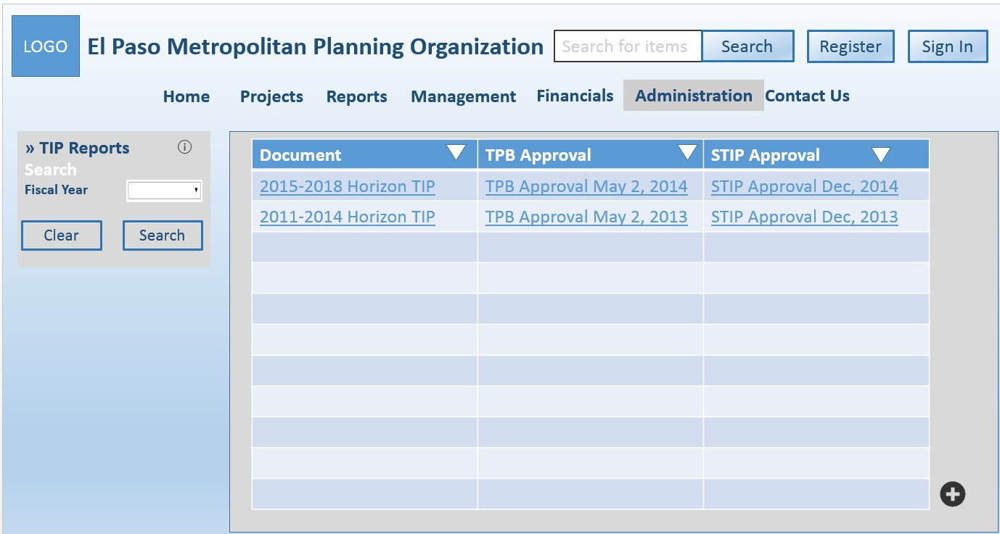 LOGO
El Paso Metropolitan Planning Organization
Search for items
Search
Register
Sign In
Home
Projects
Reports
Management
Financials
Administration
Contact Us
» TIP Reports
Search
Fiscal Year
Clear
Search
Document
TPB Approval
STIP Approval
2015-2018 Horizon TIP
TPB Approval May 2, 2014
STIP Approval Dec, 2014
2011-2014 Horizon TIP
TPB Approval May 2, 2013
STIP Approval Dec, 2013